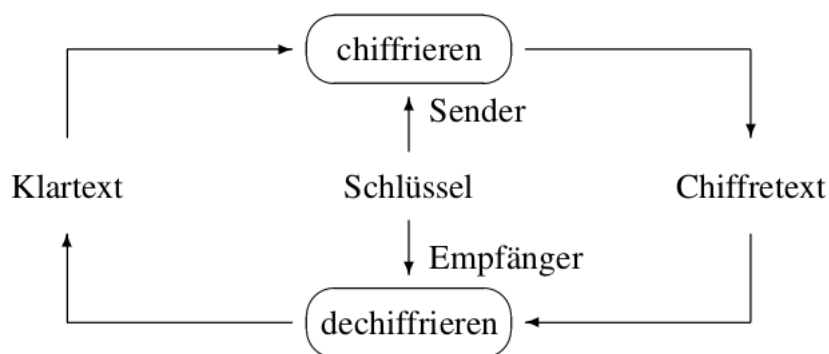 chiffrieren
Sender
Klartext
Schlüssel
Chiffretext
Empfänger
dechiffrieren